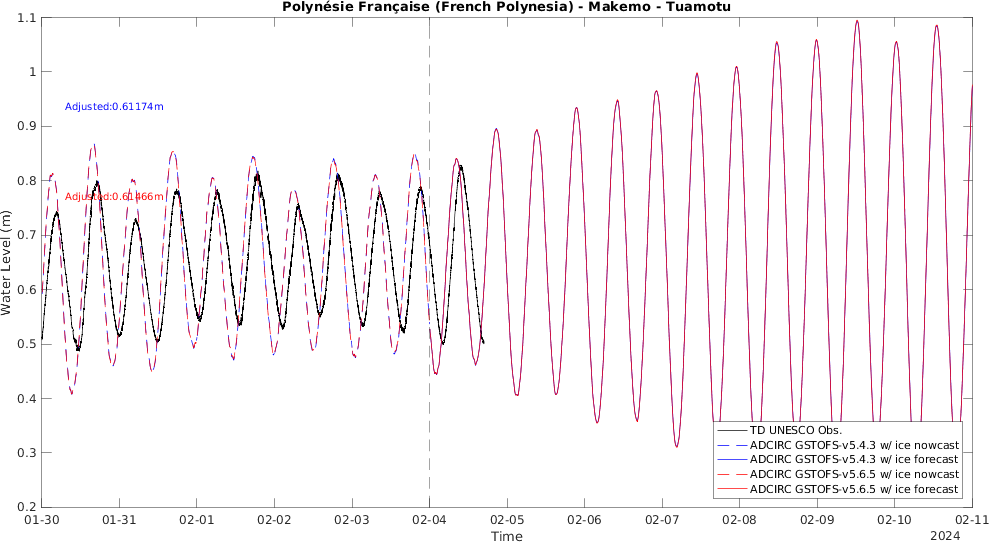 Polynésie Française (French Polynesia) - Makemo - Tuamotu
Water Level (m)
1.1
1
0.9
0.8
0.7
0.6
0.5
0.4
0.3
0.2
Adjusted:0.61174m
Adjusted:0.61466m
TD UNESCO Obs.
ADCIRC GSTOFS-v5.4.3 w/ ice nowcast
ADCIRC GSTOFS-v5.4.3 w/ ice forecast
ADCIRC GSTOFS-v5.6.5 w/ ice nowcast
ADCIRC GSTOFS-v5.6.5 w/ ice forecast
01-30 01-31 02-01 02-02 02-03 02-04 02-05 02-06 02-07 02-08 02-09 02-10 02-11
Time
2024